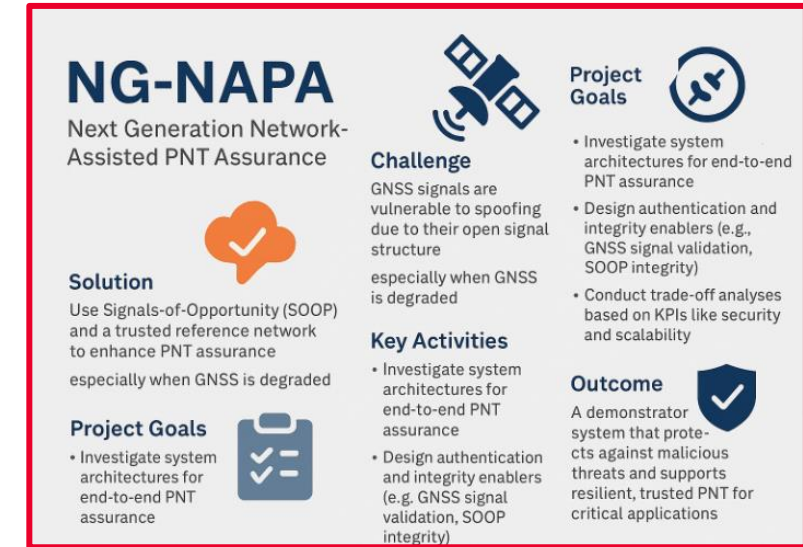 NG-NAPA
Next Generation Network-
Assisted PNT Assurance
Solution
Use Signals-of-Opportunity (SOOP)
and a trusted reference network
to enhance PNT assurance
especially when GNSS is degraded
Project Goals
• Investigate system
architectures for
end-to-end PNT
assurance
Challenge
GNSS signals are
vulnerable to spoofing
due to their open signal
structure
especially when GNSS
is degraded
Key Activities
• Investigate system
architectures for
end-to-end PNT
assurance
• Design authentication
and integrity enablers
(e.g. GNSS signal
validation, SOOP
integrity)
Project
Goals
• Investigate system
architectures for end-to-end
PNT assurance
• Design authentication and
integrity enablers (e.g.,
GNSS signal validation,
SOOP integrity)
• Conduct trade-off analyses
based on KPIs like security
and scalability
Outcome
A demonstrator
system that prote-
cts against malicious
threats and supports
resilient, trusted PNT for
critical applications